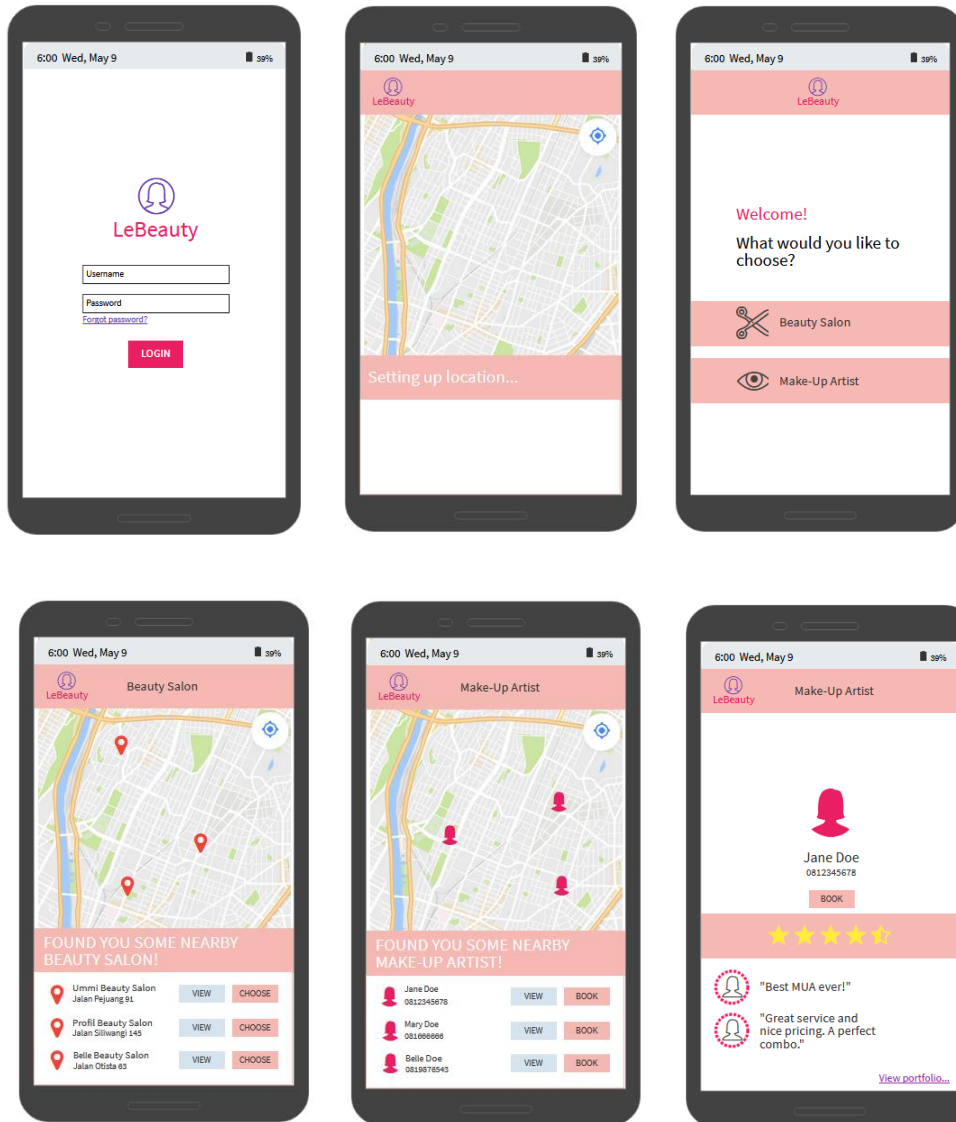 6:00 Wed, May 9 39%
LeBeauty
Username
Password
Forgot password?
LOGIN
6:00 Wed, May 9 39%
LeBeauty
Setting up location...
6:00 Wed, May 9 39%
LeBeauty
Welcome!
What would you like to
choose?
Beauty Salon
Make-Up Artist
6:00 Wed, May 9 39%
LeBeauty
Beauty Salon
FOUND YOU SOME NEARBY
BEAUTY SALON!
Ummi Beauty Salon
Jalan Pejuang 91
VIEW CHOOSE
Profil Beauty Salon
Jalan Siliwangi 145
VIEW CHOOSE
Belle Beauty Salon
Jalan Otista 63
VIEW CHOOSE
6:00 Wed, May 9 39%
LeBeauty
Make-Up Artist
FOUND YOU SOME NEARBY
MAKE-UP ARTIST!
Jane Doe
0812345678
VIEW BOOK
Mary Doe
081666666
VIEW BOOK
Belle Doe
0819876543
VIEW BOOK
6:00 Wed, May 9 39%
LeBeauty
Make-Up Artist
Jane Doe
0812345678
BOOK
"Best MUA ever!"
"Great service and
nice pricing. A perfect
combo."
View portfolio...